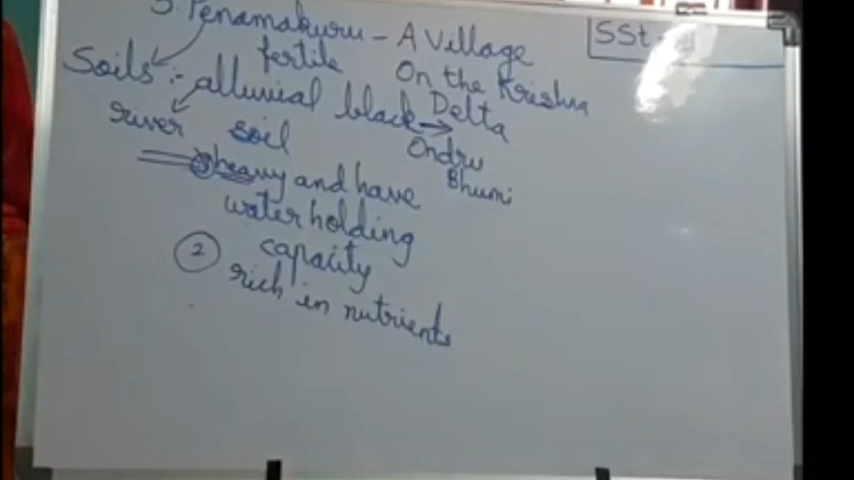 5 Penamakuru - A Village
On the Krishna
Delta
SSt
fertile
Soils :- alluvial black → Ondru
Bhumi
river soil
heavy and have
water holding
capacity
2 rich in nutrients